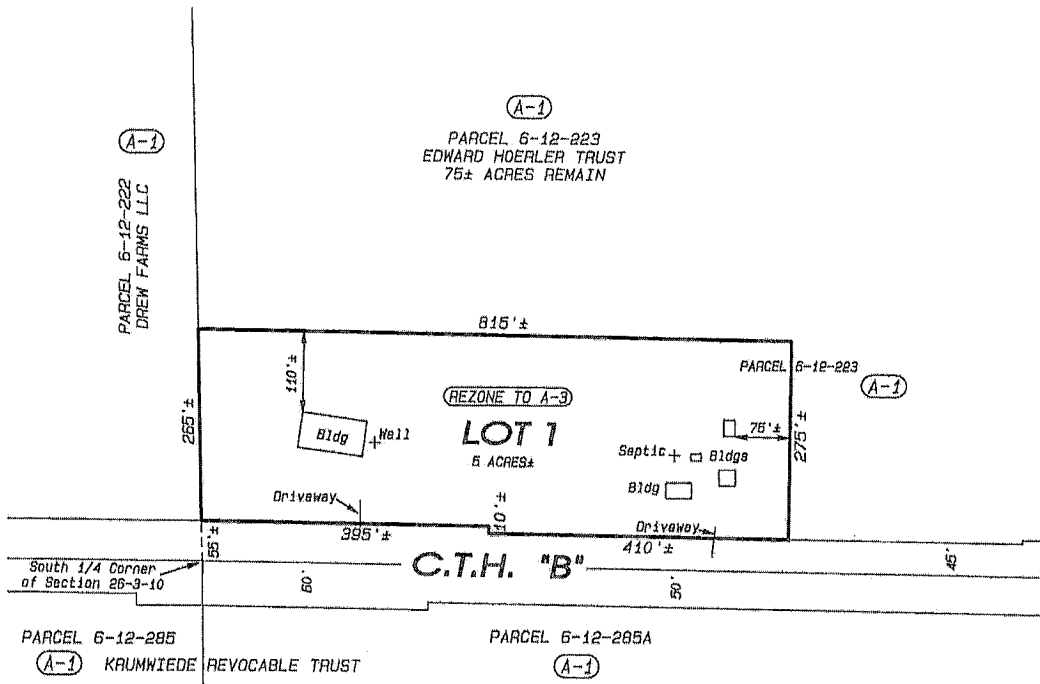 A-1
PARCEL 6-12-223
EDWARD HOERLER TRUST
75± ACRES REMAIN
A-1
PARCEL 6-12-222
DREW FARMS LLC
815'±
PARCEL 6-12-223
A-1
110'±
265'±
REZONE TO A-3
LOT 1
5 ACRES±
Bldg
Well
Septic
Bldgs
Bldg
75'±
275'±
Driveway
395'±
10'±
Driveway
410'±
55'±
C.T.H. "B"
60'
50'
45'
South 1/4 Corner
of Section 26-3-10
PARCEL 6-12-285
A-1 KRUMWIEDE REVOCABLE TRUST
PARCEL 6-12-285A
A-1